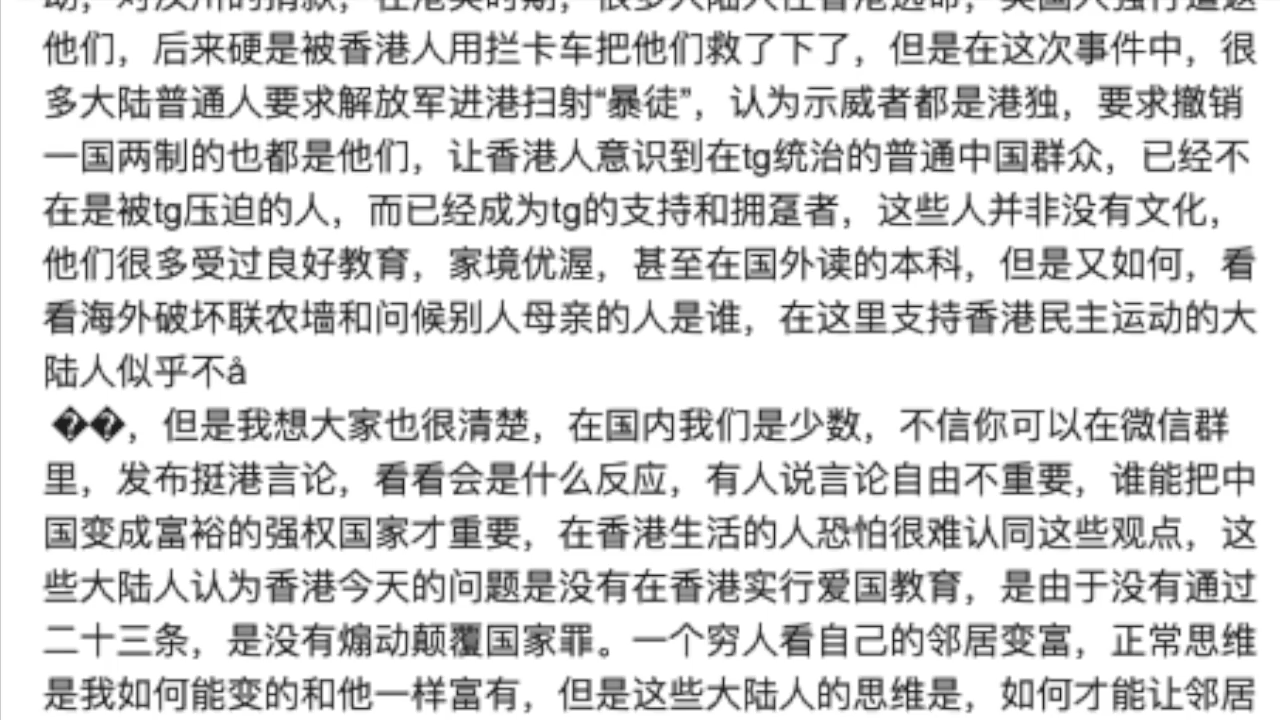 助，对汶川的捐款，在港英时期，很多大陆人往香港逃命，英国人强行遣返
他们，后来硬是被香港人用拦卡车把他们救了下了，但是在这次事件中，很
多大陆普通人要求解放军进港扫射“暴徒”，认为示威者都是港独，要求撤销
一国两制的也都是他们，让香港人意识到在tg统治的普通中国群众，已经不
在是被tg压迫的人，而已经成为tg的支持和拥趸者，这些人并非没有文化，
他们很多受过良好教育，家境优渥，甚至在国外读的本科，但是又如何，看
看海外破坏联农墙和问候别人母亲的人是谁，在这里支持香港民主运动的大
陆人似乎不å
��，但是我想大家也很清楚，在国内我们是少数，不信你可以在微信群
里，发布挺港言论，看看会是什么反应，有人说言论自由不重要，谁能把中
国变成富裕的强权国家才重要，在香港生活的人恐怕很难认同这些观点，这
些大陆人认为香港今天的问题是没有在香港实行爱国教育，是由于没有通过
二十三条，是没有煽动颠覆国家罪。一个穷人看自己的邻居变富，正常思维
是我如何能变的和他一样富有，但是这些大陆人的思维是，如何才能让邻居